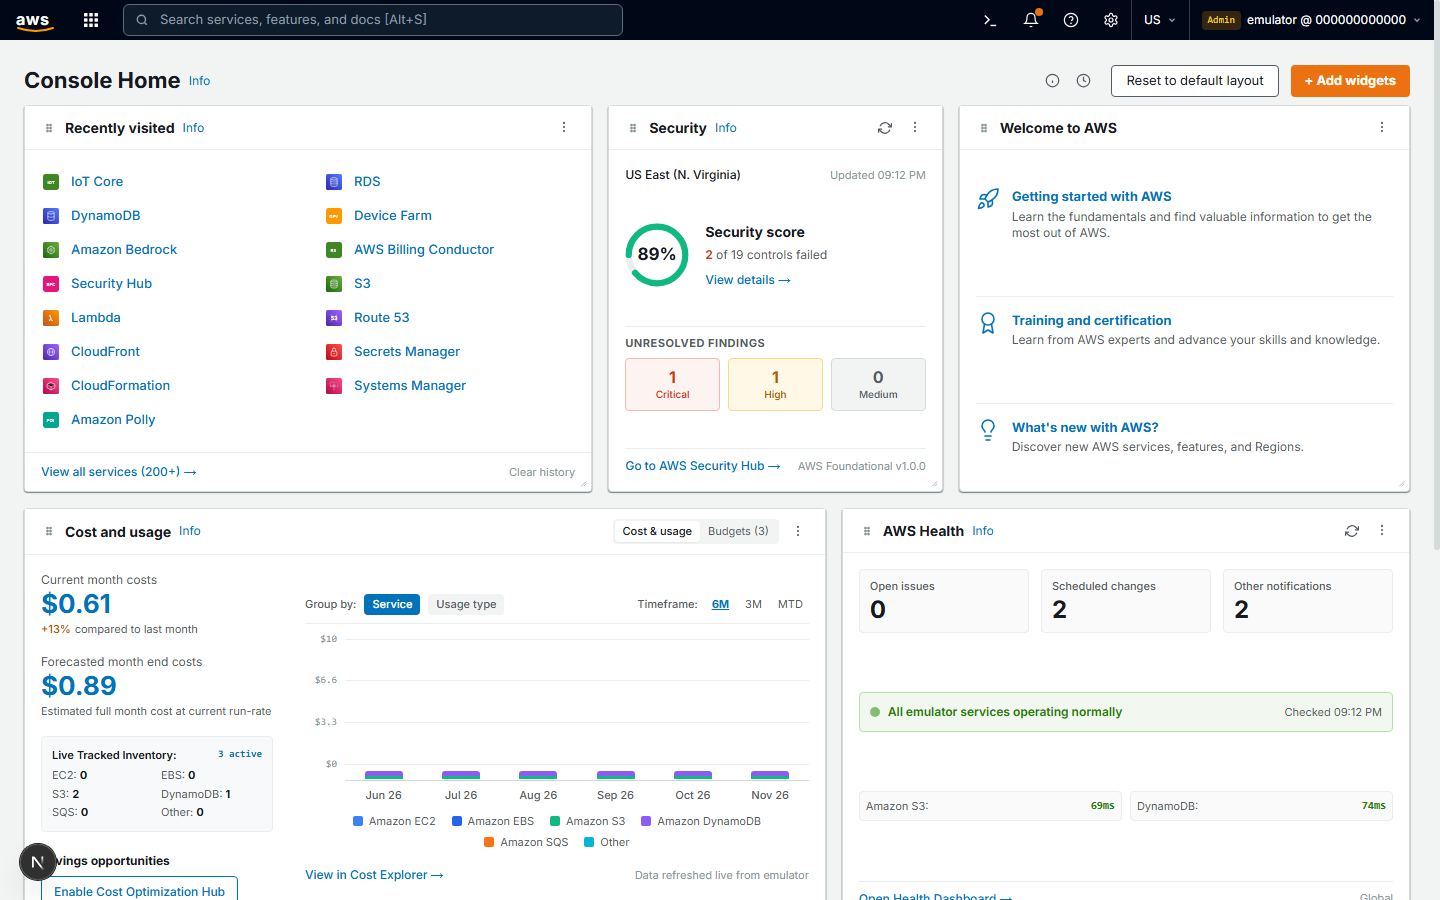 aws
Search services, features, and docs [Alt+S]
US
Admin
emulator @ 000000000000
Console Home
Info
Reset to default layout
+ Add widgets
Recently visited
Info
IoT Core
RDS
DynamoDB
Device Farm
Amazon Bedrock
AWS Billing Conductor
Security Hub
S3
Lambda
Route 53
CloudFront
Secrets Manager
CloudFormation
Systems Manager
Amazon Polly
View all services (200+) →
Clear history
Security
Info
US East (N. Virginia)
Updated 09:12 PM
89%
Security score
2 of 19 controls failed
View details →
UNRESOLVED FINDINGS
1
Critical
1
High
0
Medium
Go to AWS Security Hub →
AWS Foundational v1.0.0
Welcome to AWS
Getting started with AWS
Learn the fundamentals and find valuable information to get the
most out of AWS.
Training and certification
Learn from AWS experts and advance your skills and knowledge.
What's new with AWS?
Discover new AWS services, features, and Regions.
Cost and usage
Info
Cost & usage
Budgets (3)
Current month costs
$0.61
+13% compared to last month
Forecasted month end costs
$0.89
Estimated full month cost at current run-rate
Live Tracked Inventory:
3 active
EC2: 0
EBS: 0
S3: 2
DynamoDB: 1
SQS: 0
Other: 0
N
vings opportunities
Enable Cost Optimization Hub
Group by:
Service
Usage type
Timeframe:
6M
3M
MTD
$10
$6.6
$3.3
$0
Jun 26
Jul 26
Aug 26
Sep 26
Oct 26
Nov 26
Amazon EC2
Amazon EBS
Amazon S3
Amazon DynamoDB
Amazon SQS
Other
View in Cost Explorer →
Data refreshed live from emulator
AWS Health
Info
Open issues
0
Scheduled changes
2
Other notifications
2
All emulator services operating normally
Checked 09:12 PM
Amazon S3:
69ms
DynamoDB:
74ms
Open Health Dashboard →
Global